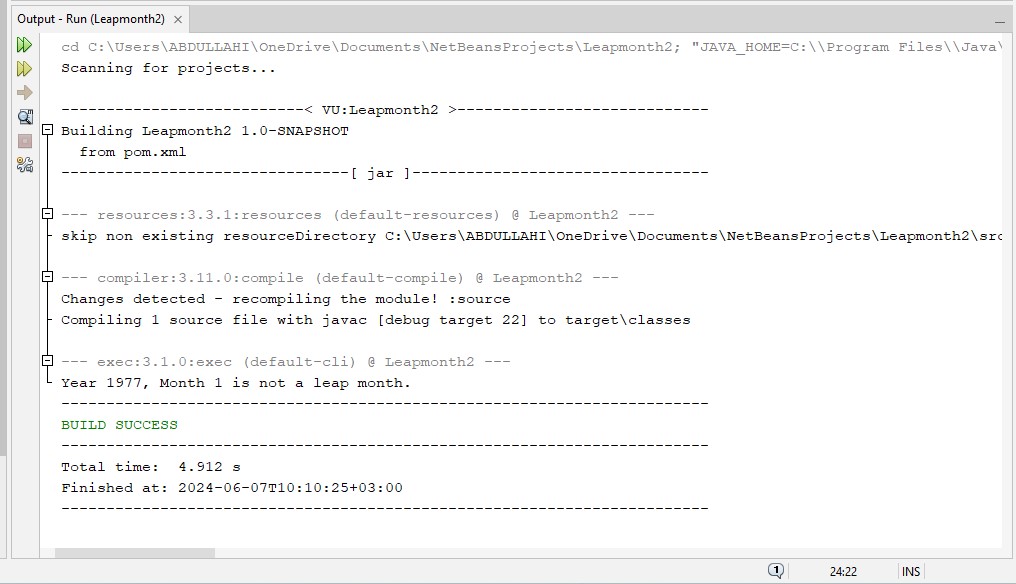 Output - Run (Leapmonth2) ×
cd C:\Users\ABDULLAHI\OneDrive\Documents\NetBeansProjects\Leapmonth2; "JAVA_HOME=C:\\Program Files\\Java\
Scanning for projects...
---------------------------< VU:Leapmonth2 >----------------------------
Building Leapmonth2 1.0-SNAPSHOT
  from pom.xml
--------------------------------[ jar ]---------------------------------
--- resources:3.3.1:resources (default-resources) @ Leapmonth2 ---
skip non existing resourceDirectory C:\Users\ABDULLAHI\OneDrive\Documents\NetBeansProjects\Leapmonth2\src
--- compiler:3.11.0:compile (default-compile) @ Leapmonth2 ---
Changes detected - recompiling the module! :source
Compiling 1 source file with javac [debug target 22] to target\classes
--- exec:3.1.0:exec (default-cli) @ Leapmonth2 ---
Year 1977, Month 1 is not a leap month.
------------------------------------------------------------------------
BUILD SUCCESS
------------------------------------------------------------------------
Total time:  4.912 s
Finished at: 2024-06-07T10:10:25+03:00
------------------------------------------------------------------------
1 24:22 INS